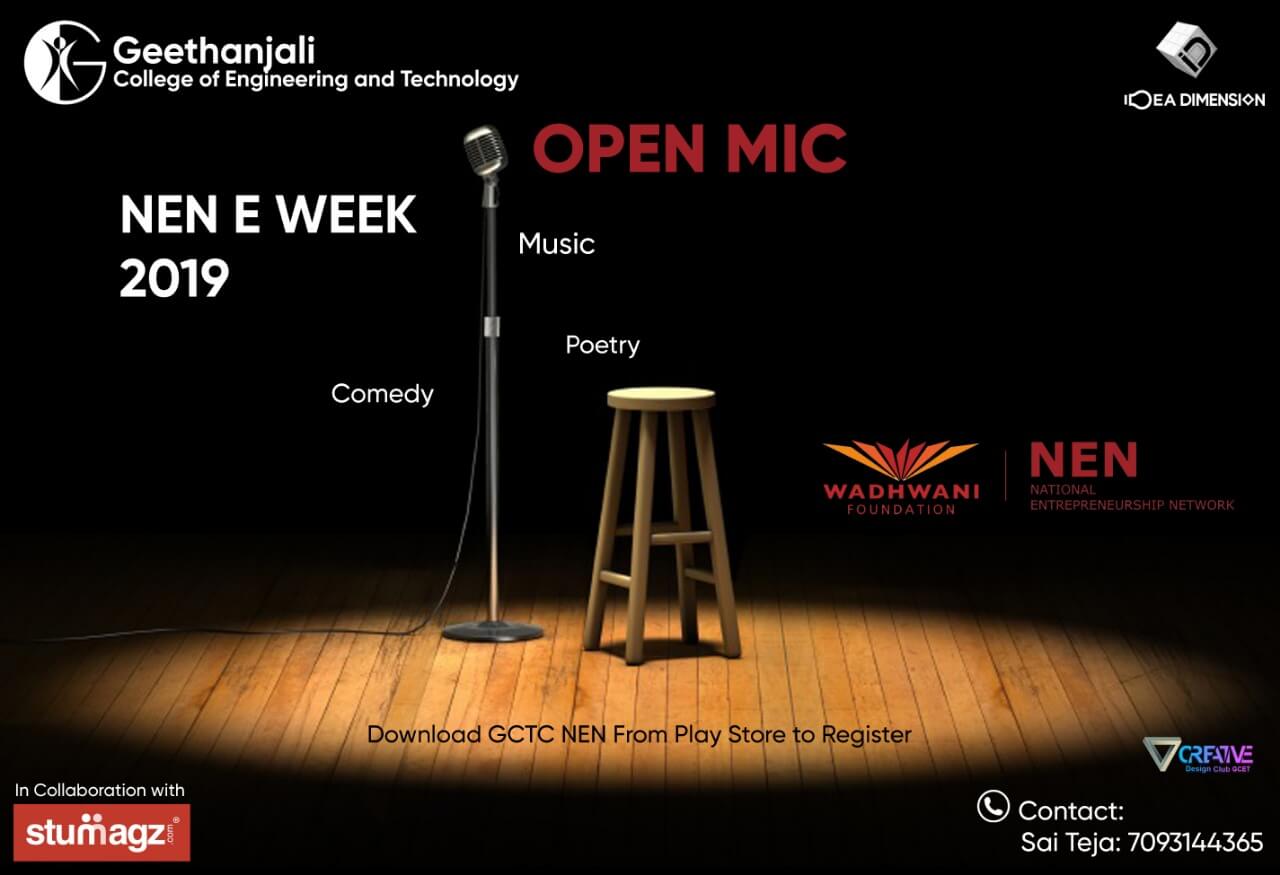 Geethanjali
College of Engineering and Technology
IDEA DIMENSION
OPEN MIC
NEN E WEEK
2019
Music
Poetry
Comedy
WADHWANI
FOUNDATION
NEN
NATIONAL
ENTREPRENEURSHIP NETWORK
Download GCTC NEN From Play Store to Register
CREATIVE
Design Club GCET
In Collaboration with
stumagz.com®
Contact:
Sai Teja: 7093144365